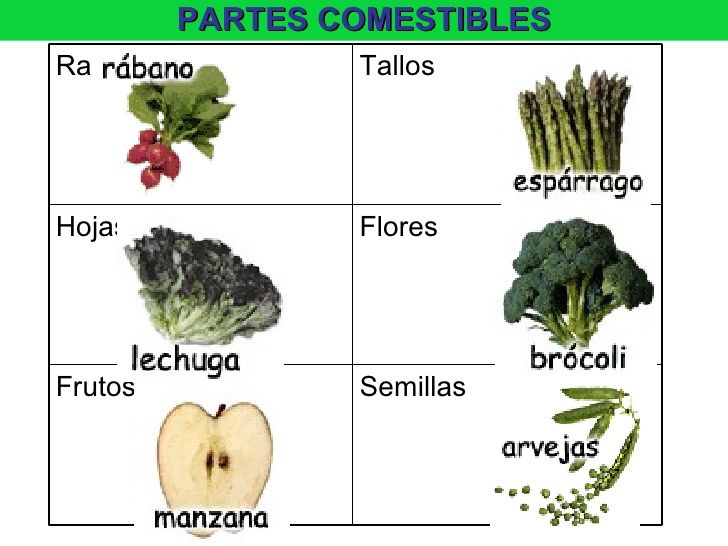 PARTES COMESTIBLES
Ra rábano
Tallos
espárrago
Hojas
lechuga
Flores
brócoli
Frutos
manzana
Semillas
arvejas